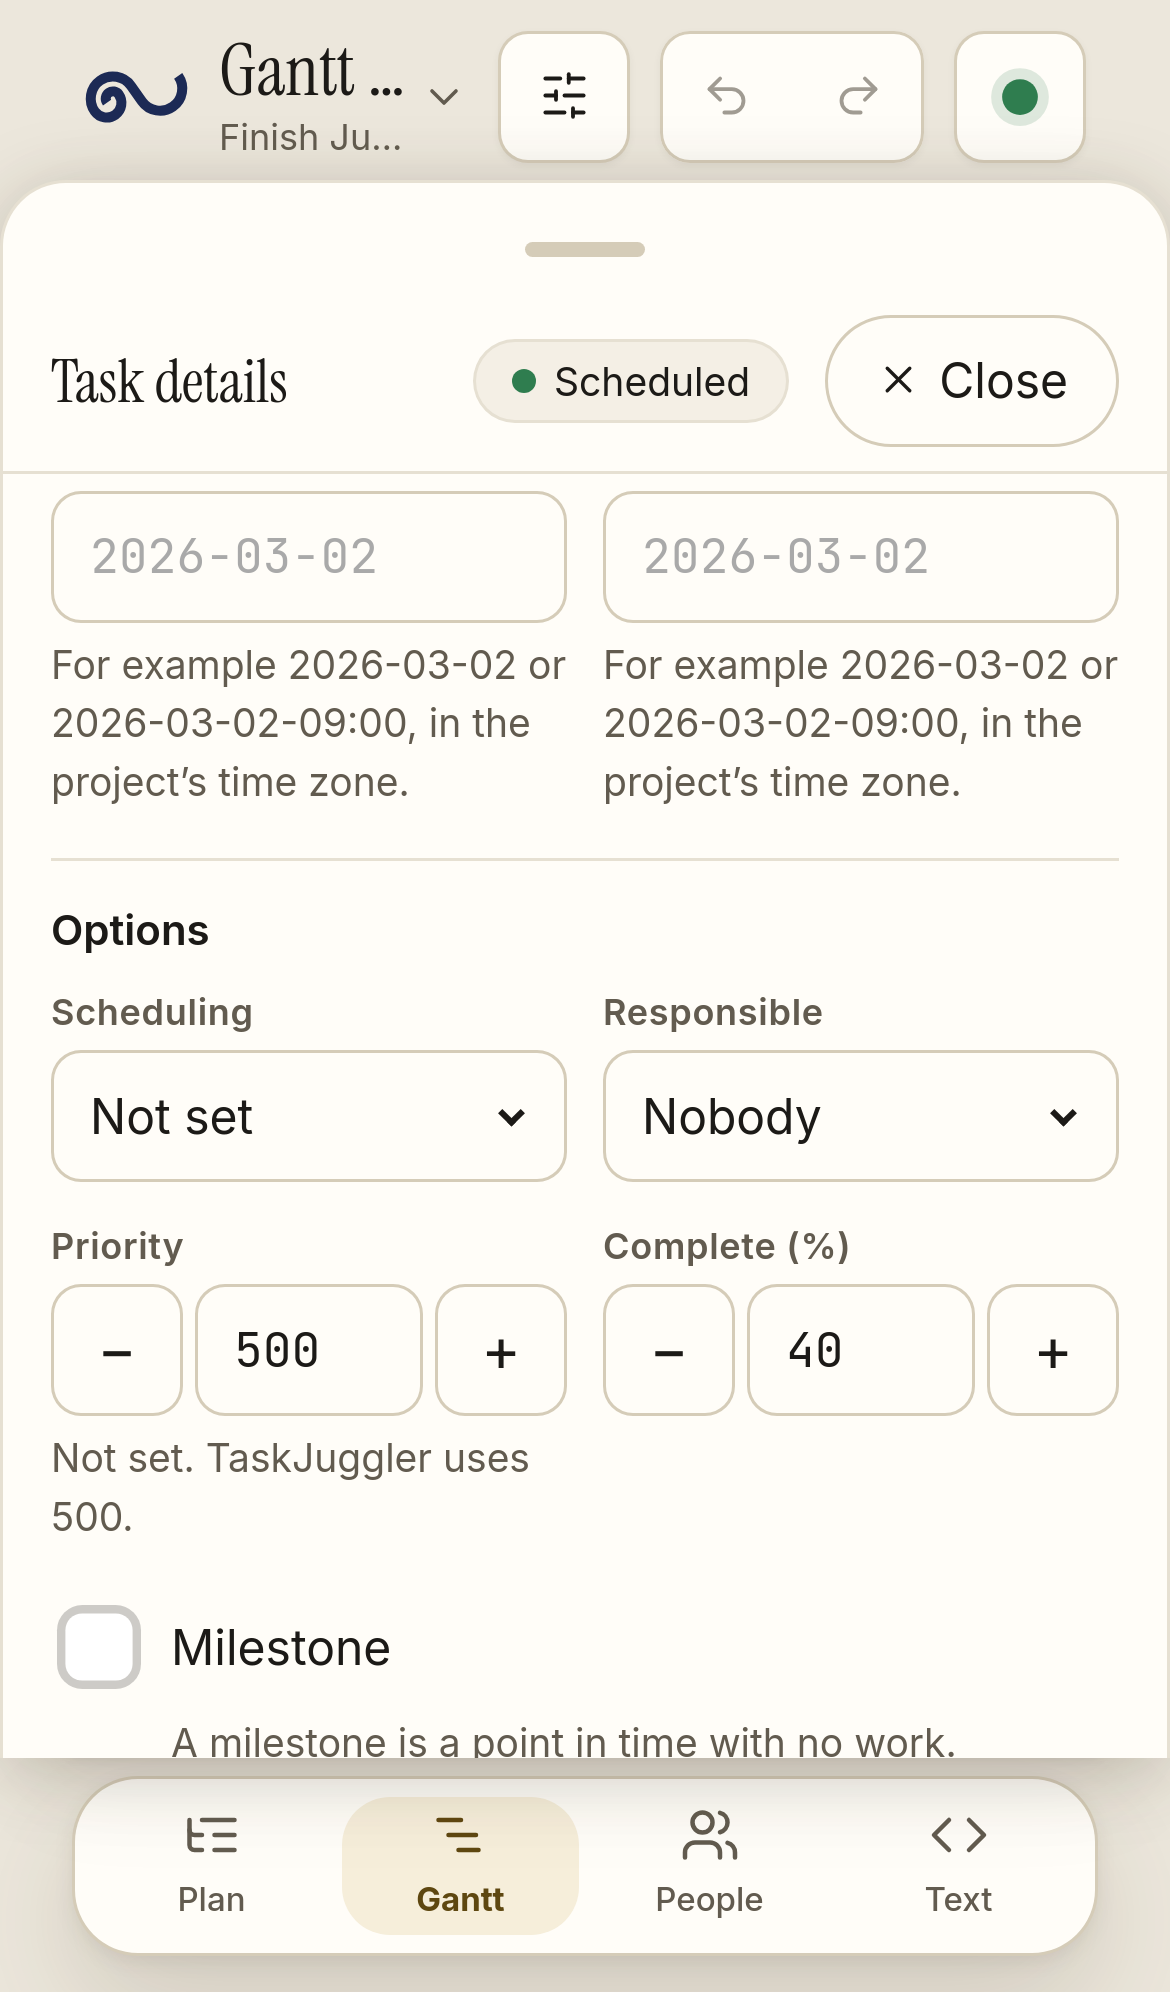 Gantt ...
Finish Ju...
Task details
Scheduled
Close
2026-03-02
2026-03-02
For example 2026-03-02 or
2026-03-02-09:00, in the
project’s time zone.
For example 2026-03-02 or
2026-03-02-09:00, in the
project’s time zone.
Options
Scheduling
Responsible
Not set
Nobody
Priority
Complete (%)
− 500 +
− 40 +
Not set. TaskJuggler uses
500.
Milestone
A milestone is a point in time with no work.
Plan
Gantt
People
Text